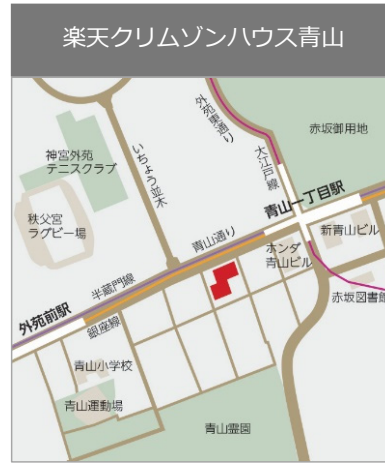 楽天クリムゾンハウス青山
外苑東通り
赤坂御用地
神宮外苑
テニスクラブ
いちょう並木
大江戸線
青山一丁目駅
秩父宮
ラグビー場
青山通り
新青山ビル
ホンダ
青山ビル
半蔵門線
赤坂図書館
外苑前駅
銀座線
青山小学校
青山運動場
青山霊園